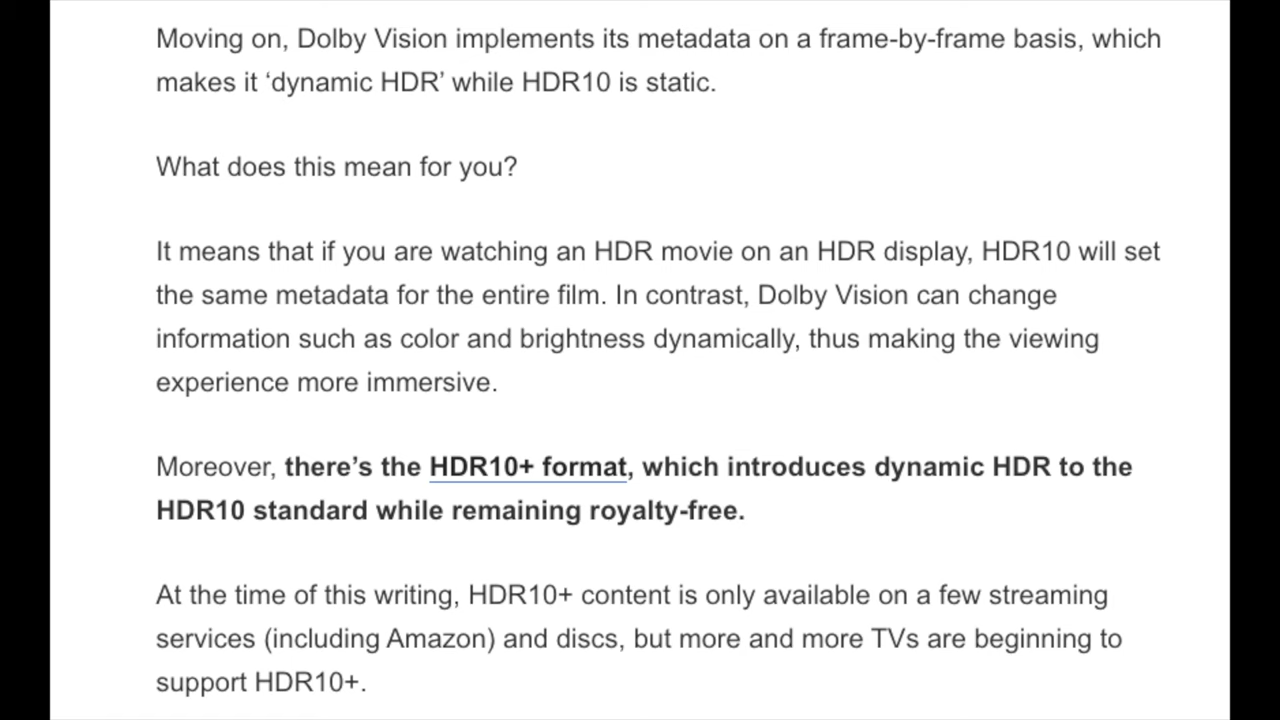 Moving on, Dolby Vision implements its metadata on a frame-by-frame basis, which
makes it ‘dynamic HDR’ while HDR10 is static.
What does this mean for you?
It means that if you are watching an HDR movie on an HDR display, HDR10 will set
the same metadata for the entire film. In contrast, Dolby Vision can change
information such as color and brightness dynamically, thus making the viewing
experience more immersive.
Moreover, there’s the HDR10+ format, which introduces dynamic HDR to the
HDR10 standard while remaining royalty-free.
At the time of this writing, HDR10+ content is only available on a few streaming
services (including Amazon) and discs, but more and more TVs are beginning to
support HDR10+.